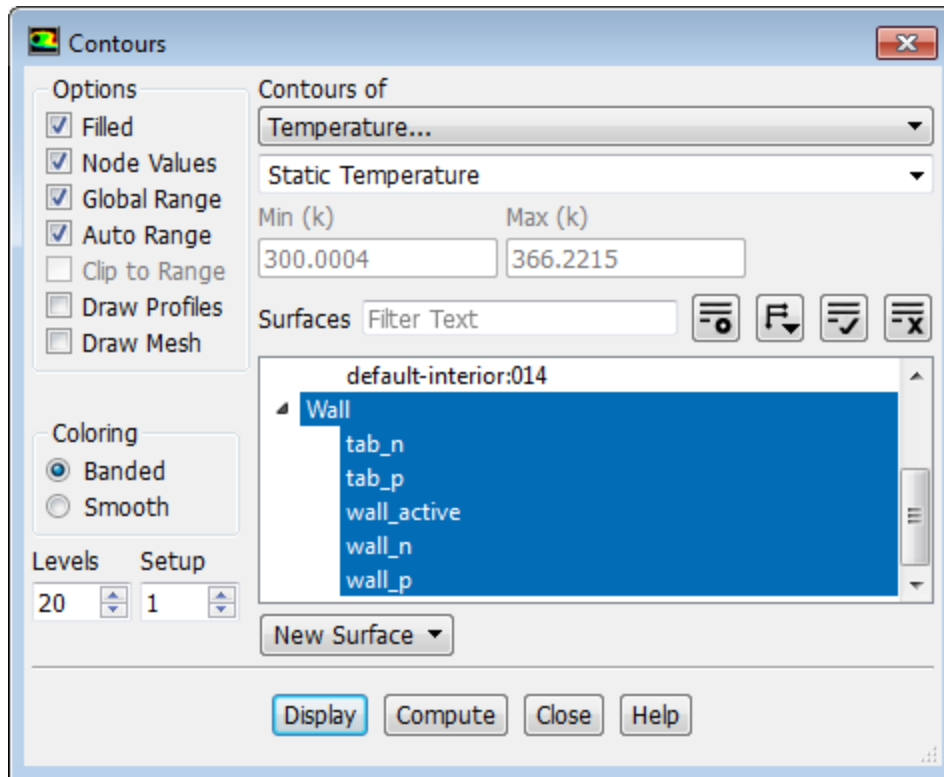 Contours
Options
Filled
Node Values
Global Range
Auto Range
Clip to Range
Draw Profiles
Draw Mesh
Coloring
Banded
Smooth
Levels Setup
20 1
Contours of
Temperature...
Static Temperature
Min (k) Max (k)
300.0004 366.2215
Surfaces Filter Text
default-interior:014
Wall
tab_n
tab_p
wall_active
wall_n
wall_p
New Surface
Display Compute Close Help